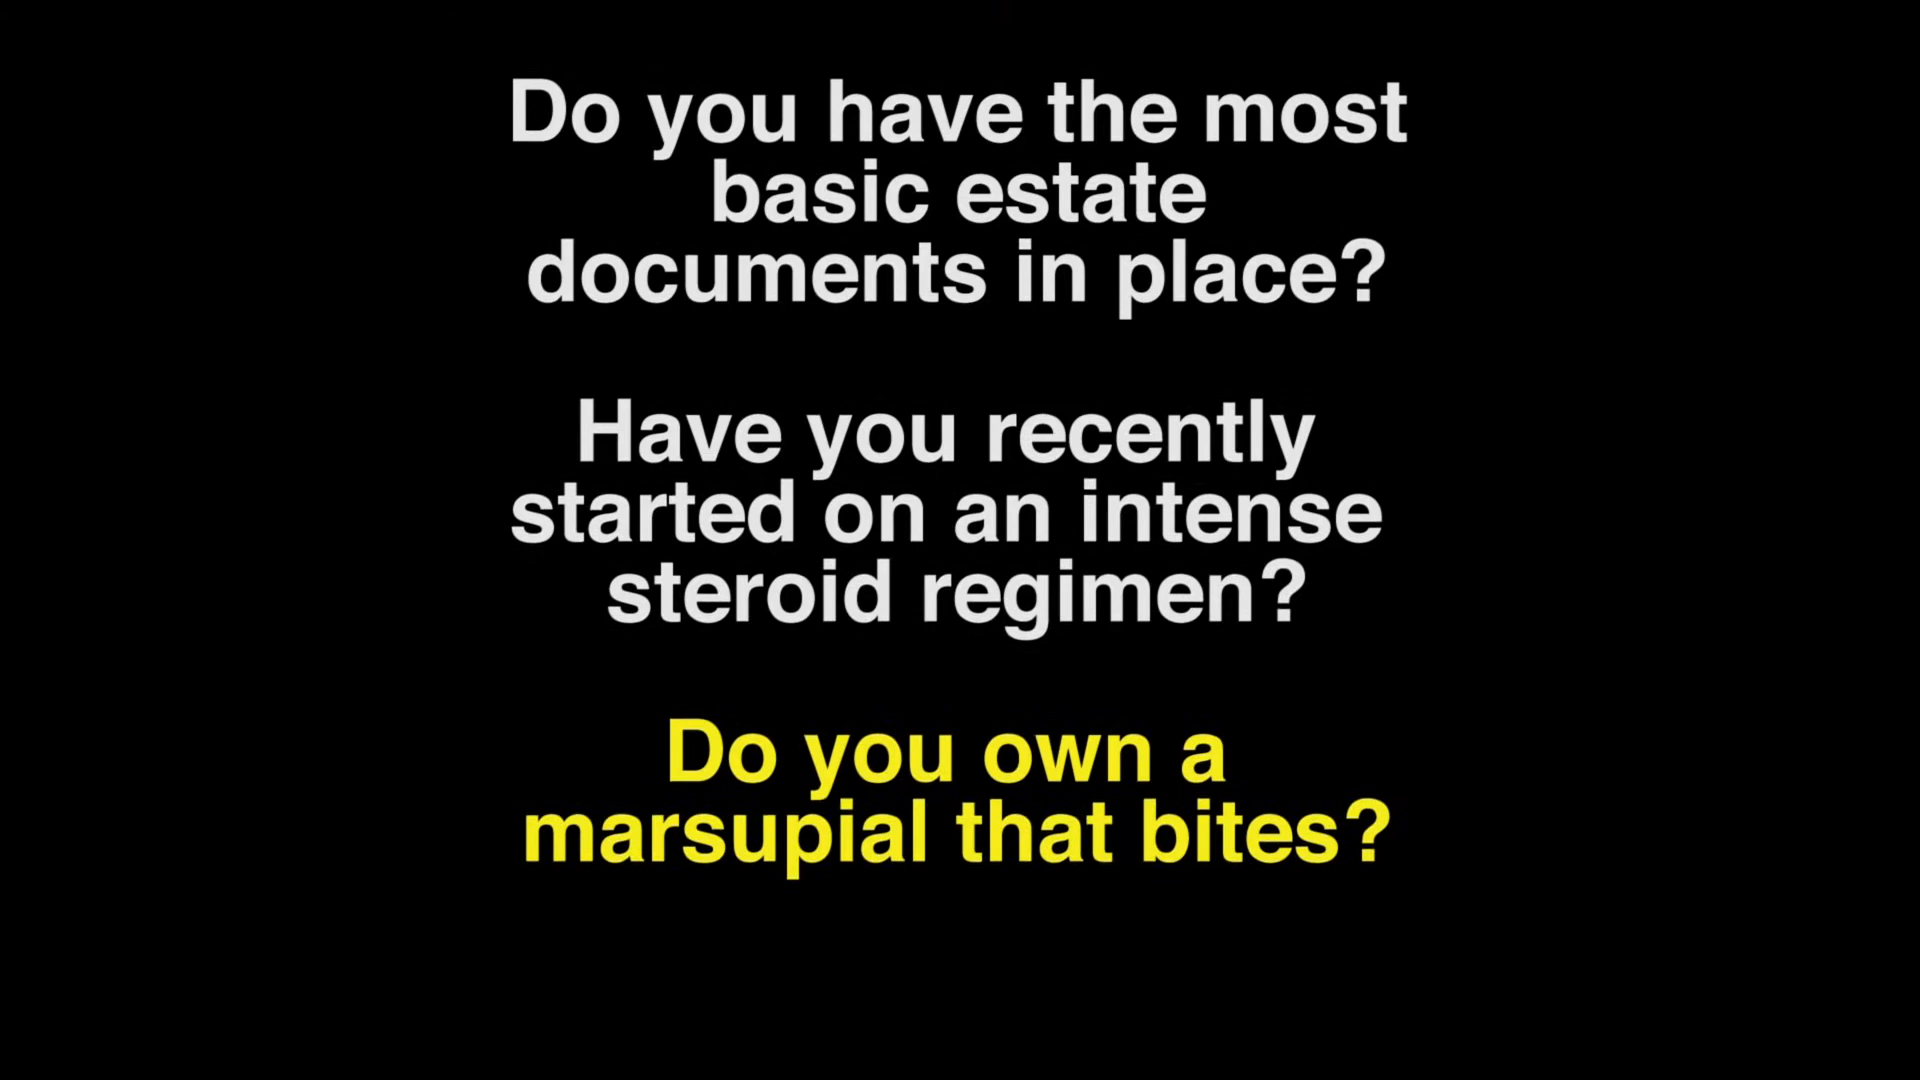 Do you have the most
basic estate
documents in place?
Have you recently
started on an intense
steroid regimen?
Do you own a
marsupial that bites?